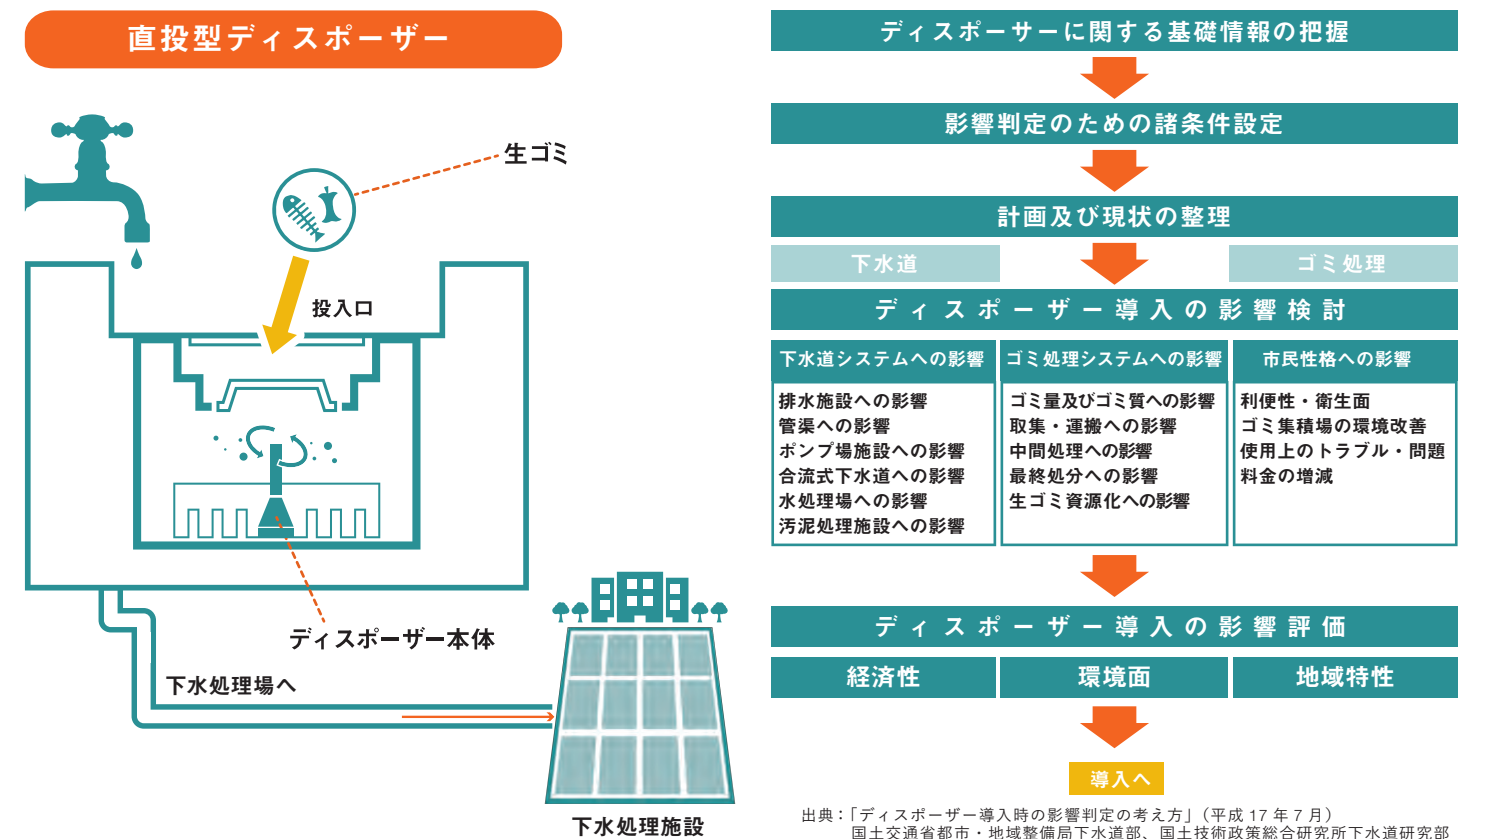 直投型ディスポーザー
生ゴミ
投入口
ディスポーザー本体
下水処理場へ
下水処理施設
ディスポーサーに関する基礎情報の把握
影響判定のための諸条件設定
計画及び現状の整理
下水道
ゴミ処理
ディスポーザー導入の影響検討
下水道システムへの影響
排水施設への影響
管渠への影響
ポンプ場施設への影響
合流式下水道への影響
水処理場への影響
汚泥処理施設への影響
ゴミ処理システムへの影響
ゴミ量及びゴミ質への影響
取集・運搬への影響
中間処理への影響
最終処分への影響
生ゴミ資源化への影響
市民性格への影響
利便性・衛生面
ゴミ集積場の環境改善
使用上のトラブル・問題
料金の増減
ディスポーザー導入の影響評価
経済性
環境面
地域特性
導入へ
出典：「ディスポーザー導入時の影響判定の考え方」（平成 17 年 7 月）
国土交通省都市・地域整備局下水道部、国土技術政策総合研究所下水道研究部